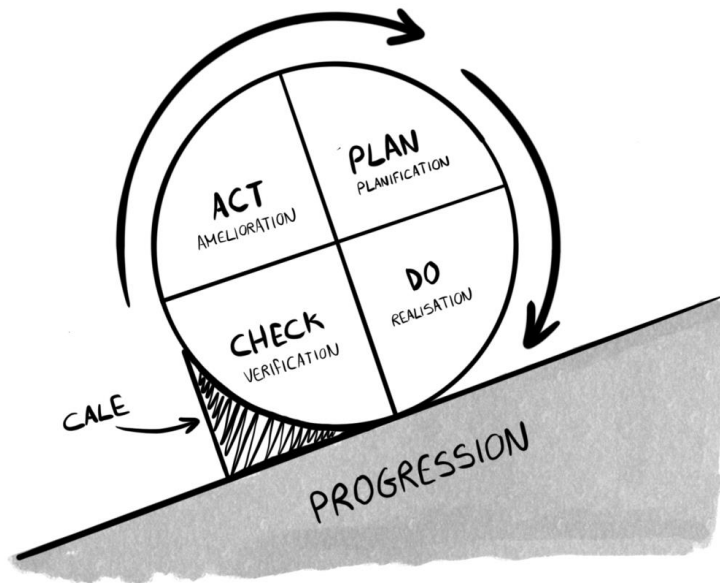 PLAN
PLANIFICATION
ACT
AMELIORATION
DO
REALISATION
CHECK
VERIFICATION
CALE
PROGRESSION